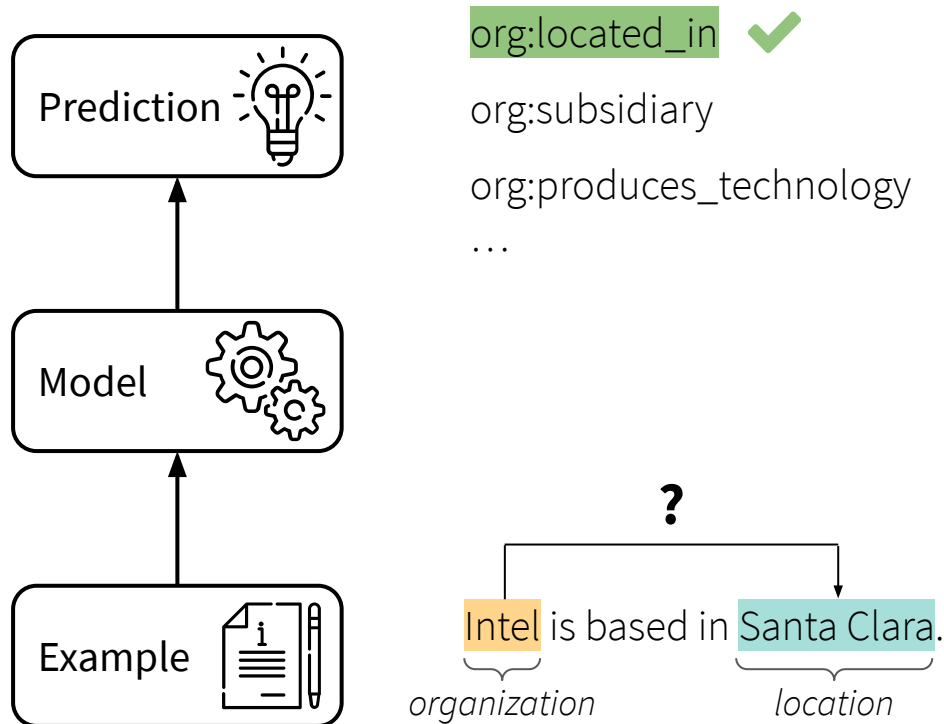 org:located_in
Prediction
org:subsidiary
org:produces_technology
…
Model
?
Intel is based in Santa Clara.
i
Example
organization
location